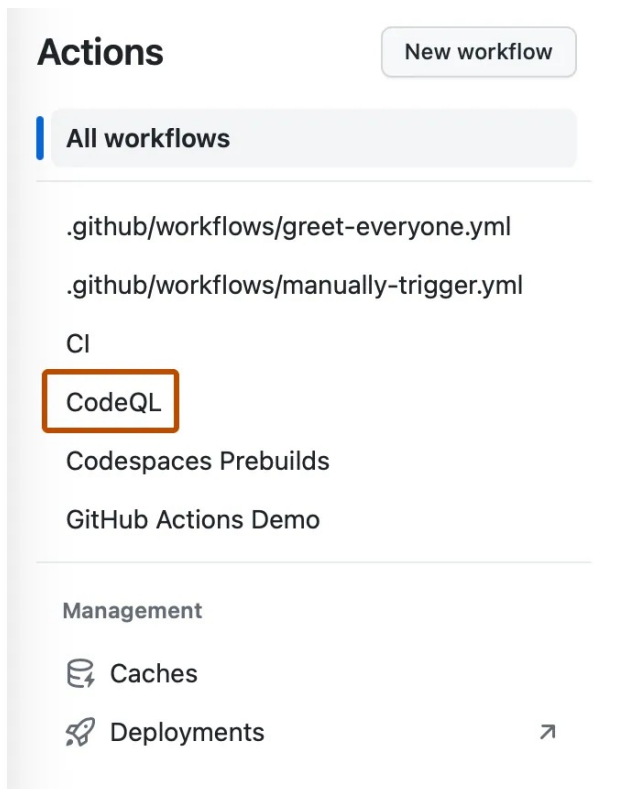 Actions
New workflow
All workflows
.github/workflows/greet-everyone.yml
.github/workflows/manually-trigger.yml
CI
CodeQL
Codespaces Prebuilds
GitHub Actions Demo
Management
Caches
Deployments